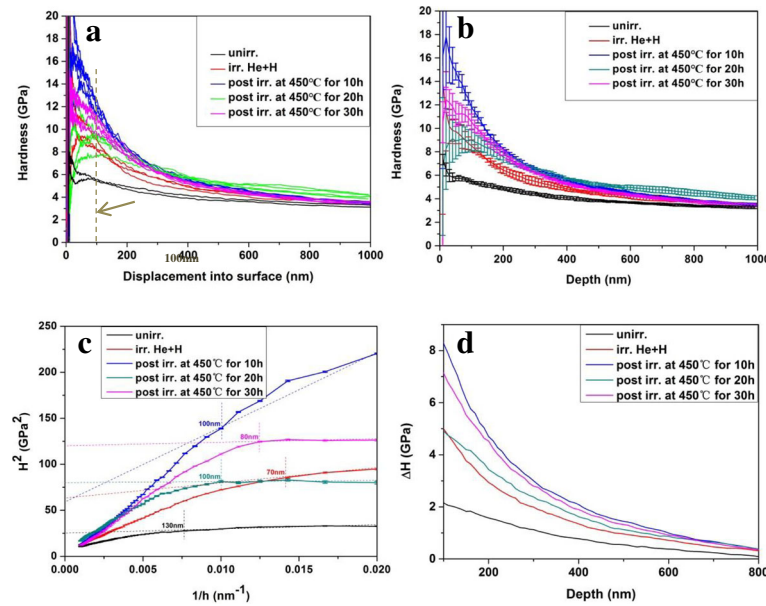 a
unirr.
irr. He+H
post irr. at 450℃ for 10h
post irr. at 450℃ for 20h
post irr. at 450℃ for 30h
20
18
16
14
12
10
8
6
4
2
0
Hardness (GPa)
100nm
0 200 400 600 800 1000
Displacement into surface (nm)
b
unirr.
irr. He+H
post irr. at 450℃ for 10h
post irr. at 450℃ for 20h
post irr. at 450℃ for 30h
20
18
16
14
12
10
8
6
4
2
0
Hardness (GPa)
0 200 400 600 800 1000
Depth (nm)
c
unirr.
irr. He+H
post irr. at 450℃ for 10h
post irr. at 450℃ for 20h
post irr. at 450℃ for 30h
250
200
150
100
50
0
H² (GPa²)
100nm
80nm
100nm
70nm
130nm
0.000 0.005 0.010 0.015 0.020
1/h (nm⁻¹)
d
unirr.
irr. He+H
post irr. at 450℃ for 10h
post irr. at 450℃ for 20h
post irr. at 450℃ for 30h
8
6
4
2
0
ΔH (GPa)
200 400 600 800
Depth (nm)